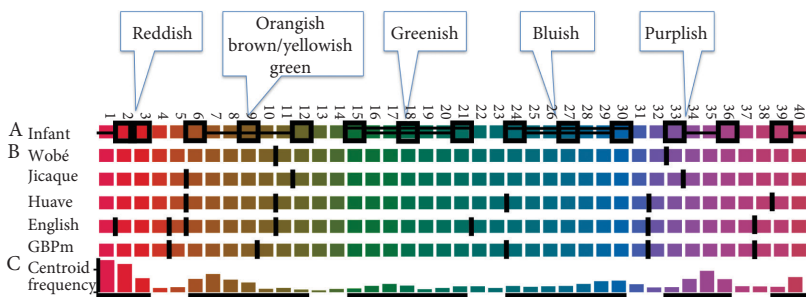 Reddish
Orangish
brown/yellowish
green
Greenish
Bluish
Purplish
1 2 3 4 5 6 7 8 9 10 11 12 13 14 15 16 17 18 19 20 21 22 23 24 25 26 27 28 29 30 31 32 33 34 35 36 37 38 39 40
A Infant
B Wobé
Jicaque
Huave
English
GBPm
C Centroid
frequency